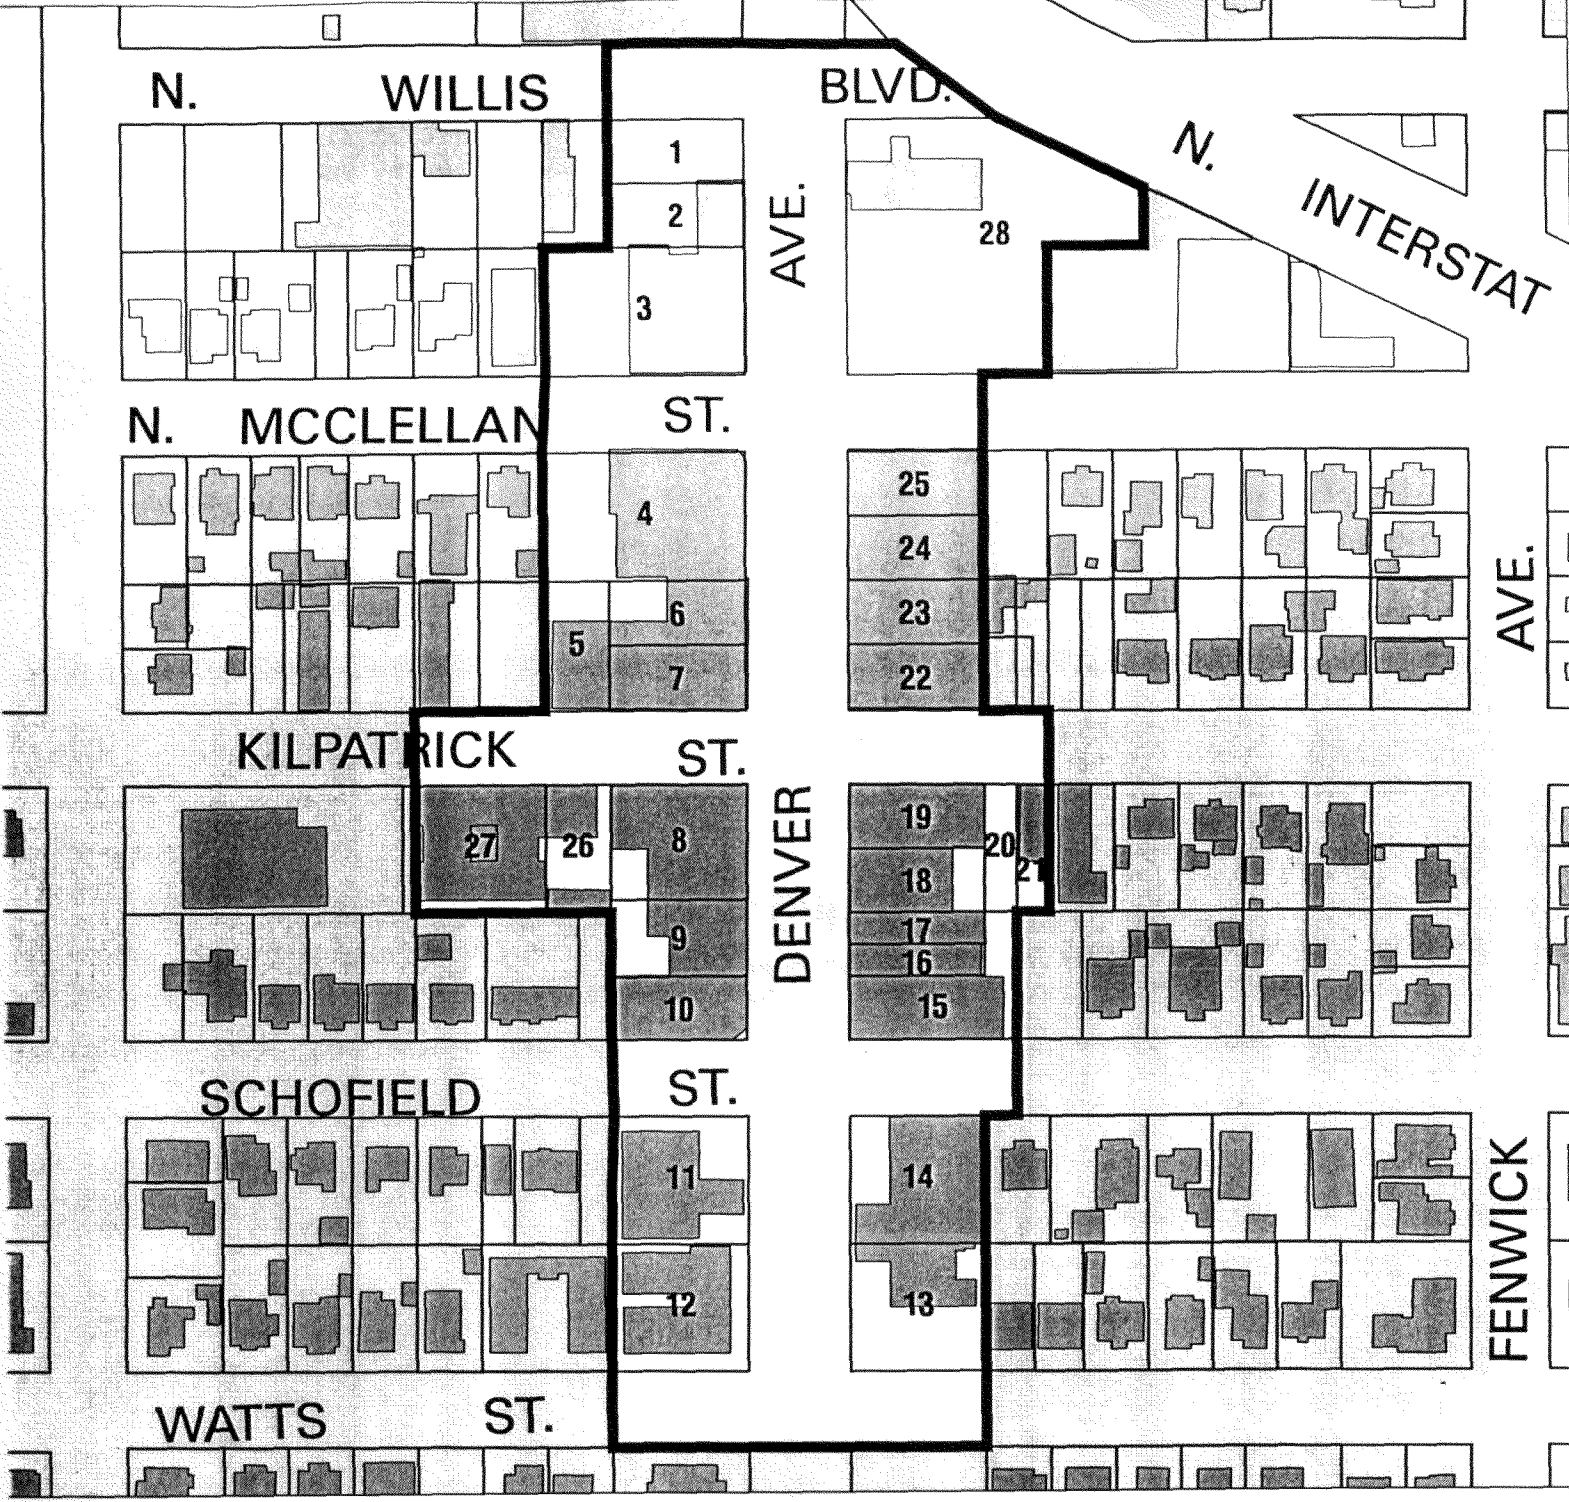 N. WILLIS BLVD.
N. INTERSTAT
1
2
AVE.
28
3
N. MCCLELLAN ST.
4
25
24
6
23
5
7
22
AVE.
KILPATRICK ST.
27
26
8
DENVER
19
20
18
21
9
17
16
10
15
SCHOFIELD ST.
11
14
FENWICK
12
13
WATTS ST.